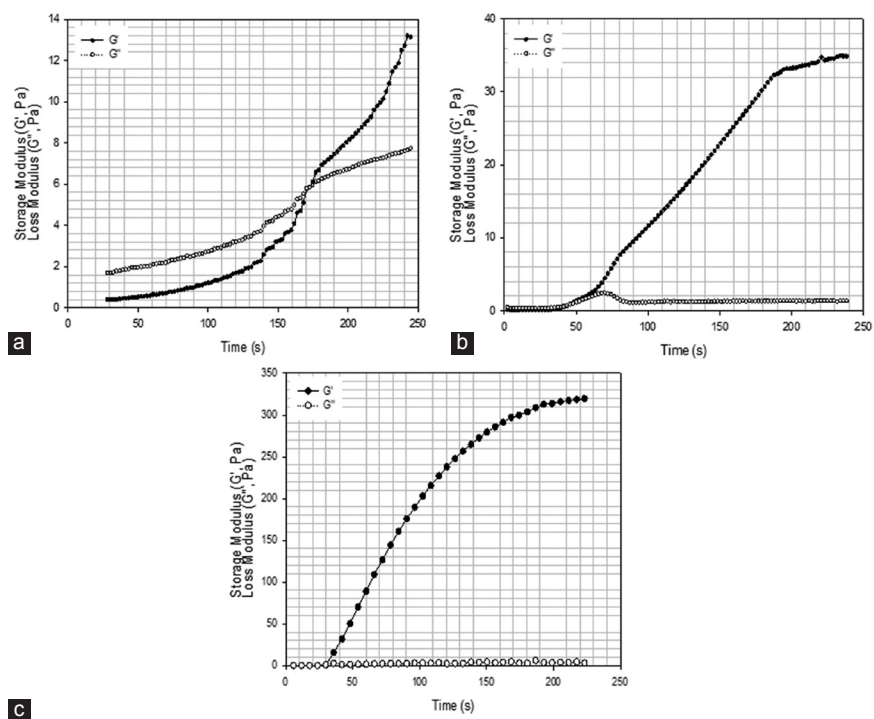 14
12
10
8
6
4
2
0
G'
G"
Storage Modulus (G', Pa)
Loss Modulus (G", Pa)
0 50 100 150 200 250
Time (s)
a
40
30
20
10
0
G'
G"
Storage Modulus (G', Pa)
Loss Modulus (G", Pa)
0 50 100 150 200 250
Time (s)
b
350
300
250
200
150
100
50
0
G'
G"
Storage Modulus (G', Pa)
Loss Modulus (G", Pa)
0 50 100 150 200 250
Time (s)
c